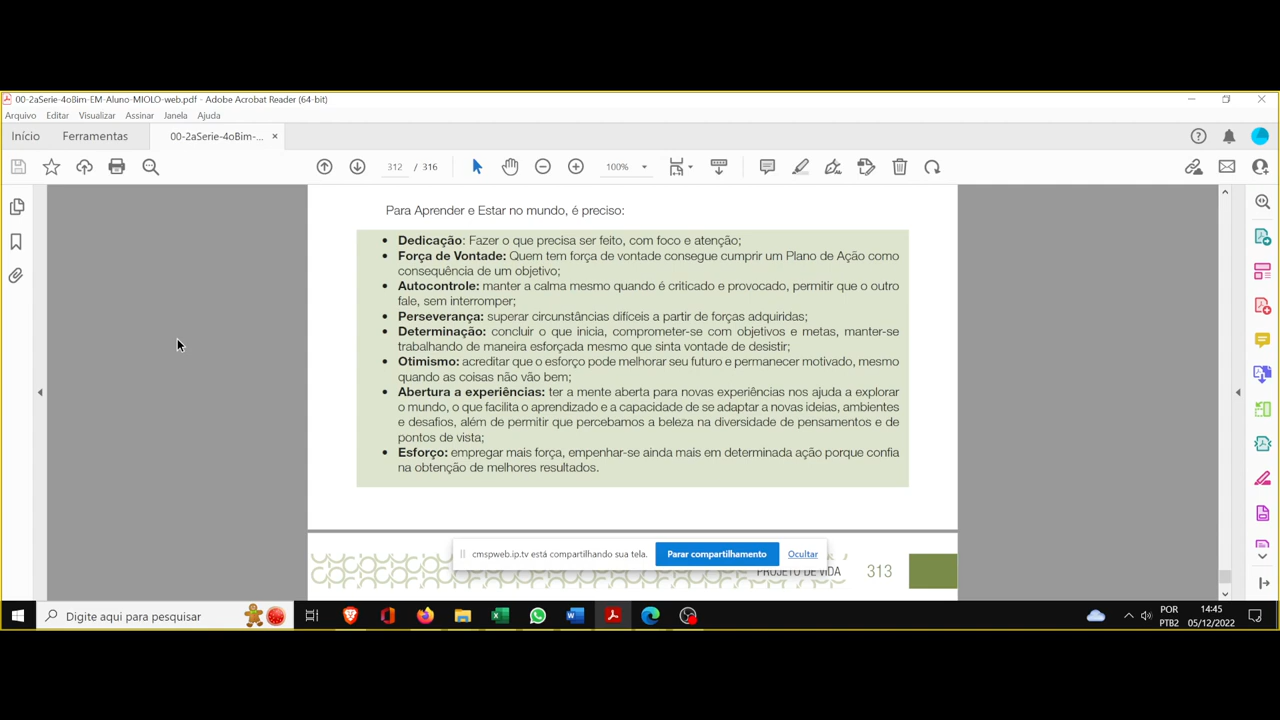 00-2aSerie-4oBim-EM-Aluno-MIOLO-web.pdf - Adobe Acrobat Reader (64-bit)
Arquivo Editar Visualizar Assinar Janela Ajuda
Início Ferramentas 00-2aSerie-4oBim-... ×
312 / 316 100%
Para Aprender e Estar no mundo, é preciso:
• Dedicação: Fazer o que precisa ser feito, com foco e atenção;
• Força de Vontade: Quem tem força de vontade consegue cumprir um Plano de Ação como
consequência de um objetivo;
• Autocontrole: manter a calma mesmo quando é criticado e provocado, permitir que o outro
fale, sem interromper;
• Perseverança: superar circunstâncias difíceis a partir de forças adquiridas;
• Determinação: concluir o que inicia, comprometer-se com objetivos e metas, manter-se
trabalhando de maneira esforçada mesmo que sinta vontade de desistir;
• Otimismo: acreditar que o esforço pode melhorar seu futuro e permanecer motivado, mesmo
quando as coisas não vão bem;
• Abertura a experiências: ter a mente aberta para novas experiências nos ajuda a explorar
o mundo, o que facilita o aprendizado e a capacidade de se adaptar a novas ideias, ambientes
e desafios, além de permitir que percebamos a beleza na diversidade de pensamentos e de
pontos de vista;
• Esforço: empregar mais força, empenhar-se ainda mais em determinada ação porque confia
na obtenção de melhores resultados.
cmspweb.ip.tv está compartilhando sua tela. Parar compartilhamento Ocultar
PROJETO DE VIDA 313
Digite aqui para pesquisar
POR
PTB2
14:45
05/12/2022